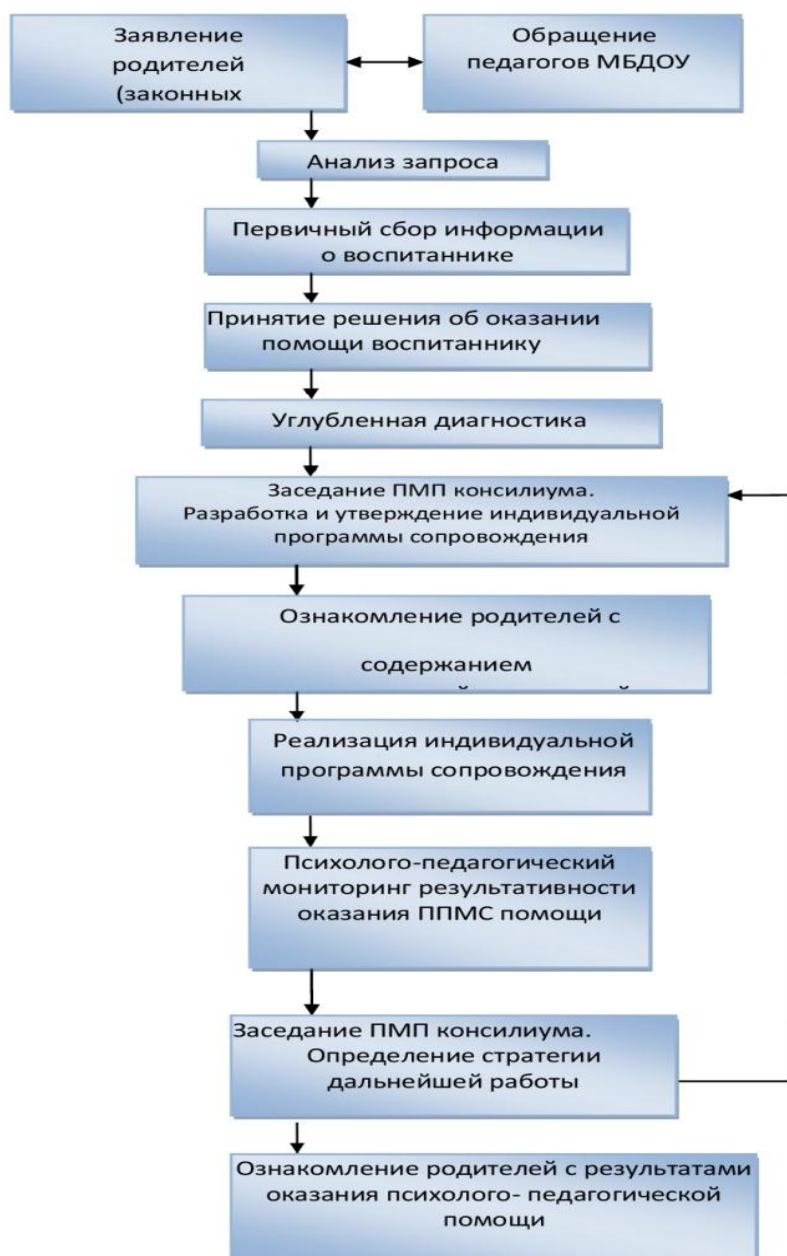 Заявление
родителей
(законных
Обращение
педагогов МБДОУ
Анализ запроса
Первичный сбор информации
о воспитаннике
Принятие решения об оказании
помощи воспитаннику
Углубленная диагностика
Заседание ПМП консилиума.
Разработка и утверждение индивидуальной
программы сопровождения
Ознакомление родителей с
содержанием
Реализация индивидуальной
программы сопровождения
Психолого-педагогический
мониторинг результативности
оказания ППМС помощи
Заседание ПМП консилиума.
Определение стратегии
дальнейшей работы
Ознакомление родителей с результатами
оказания психолого- педагогической
помощи